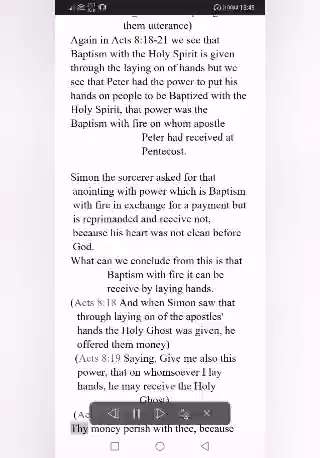 15:45
them utterance)
Again in Acts 8:18-21 we see that
Baptism with the Holy Spirit is given
through the laying on of hands but we
see that Peter had the power to put his
hands on people to be Baptized with the
Holy Spirit, that power was the
Baptism with fire on whom apostle
Peter had received at
Pentecost.
Simon the sorcerer asked for that
anointing with power which is Baptism
with fire in exchange for a payment but
is reprimanded and receive not,
because his heart was not clean before
God.
What can we conclude from this is that
Baptism with fire it can be
receive by laying hands.
(Acts 8:18 And when Simon saw that
through laying on of the apostles'
hands the Holy Ghost was given, he
offered them money)
(Acts 8:19 Saying, Give me also this
power, that on whomsoever I lay
hands, he may receive the Holy
Ghost)
(Ac
Thy money perish with thee, because